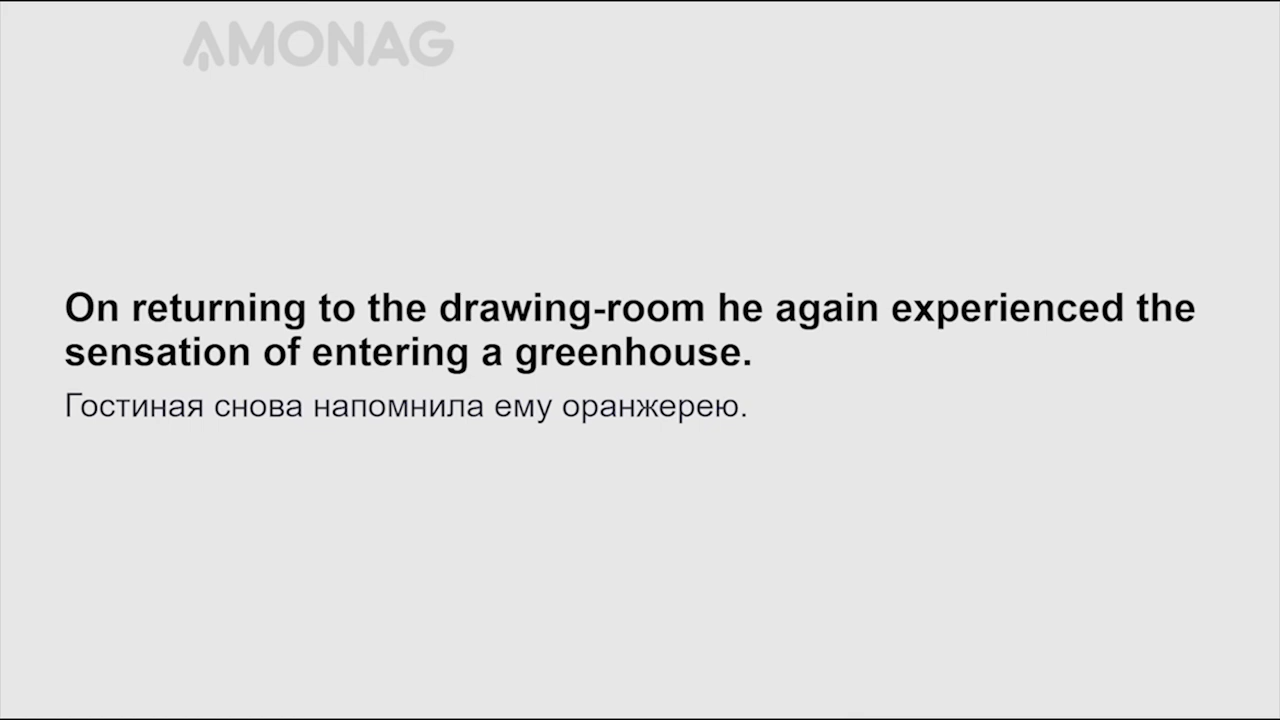 AMONAG
On returning to the drawing-room he again experienced the
sensation of entering a greenhouse.
Гостиная снова напомнила ему оранжерею.